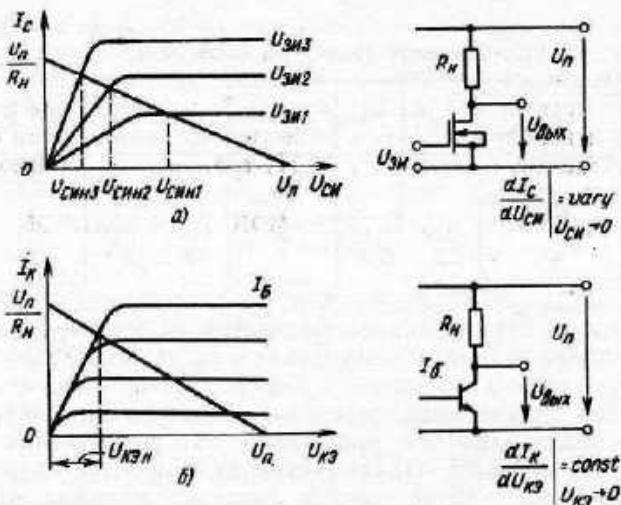 I_C
U_п
R_н
U_ЗИ3
U_ЗИ2
U_ЗИ1
0
U_СИН3 U_СИН2 U_СИН1 U_п U_СИ
а)
R_н
U_п
U_ЗИ
U_вых
dI_C
dU_СИ
= vary
U_СИ→0
I_К
U_п
R_н
I_б
0
U_КЭн
U_п
U_КЭ
б)
R_н
U_п
I_б
U_вых
dI_К
dU_КЭ
= const
U_КЭ→0